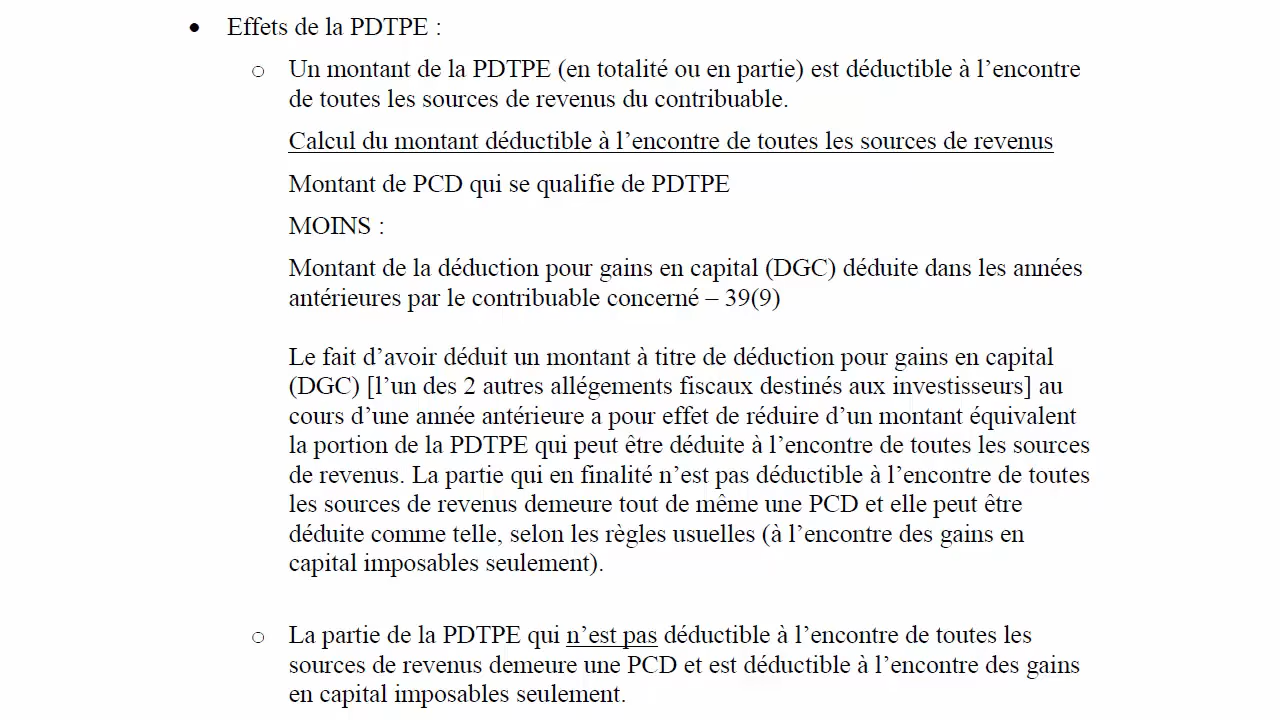 • Effets de la PDTPE :
o Un montant de la PDTPE (en totalité ou en partie) est déductible à l’encontre
de toutes les sources de revenus du contribuable.
Calcul du montant déductible à l’encontre de toutes les sources de revenus
Montant de PCD qui se qualifie de PDTPE
MOINS :
Montant de la déduction pour gains en capital (DGC) déduite dans les années
antérieures par le contribuable concerné – 39(9)
Le fait d’avoir déduit un montant à titre de déduction pour gains en capital
(DGC) [l’un des 2 autres allégements fiscaux destinés aux investisseurs] au
cours d’une année antérieure a pour effet de réduire d’un montant équivalent
la portion de la PDTPE qui peut être déduite à l’encontre de toutes les sources
de revenus. La partie qui en finalité n’est pas déductible à l’encontre de toutes
les sources de revenus demeure tout de même une PCD et elle peut être
déduite comme telle, selon les règles usuelles (à l’encontre des gains en
capital imposables seulement).
o La partie de la PDTPE qui n’est pas déductible à l’encontre de toutes les
sources de revenus demeure une PCD et est déductible à l’encontre des gains
en capital imposables seulement.